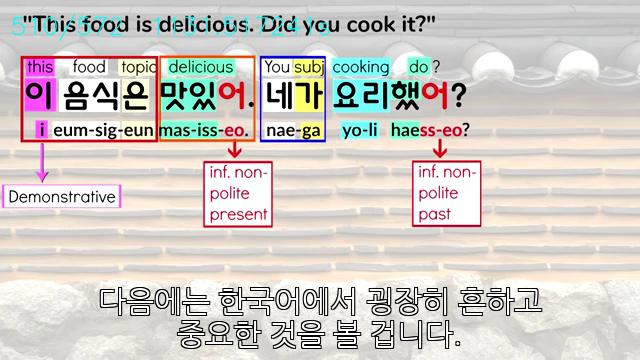 "This food is delicious. Did you cook it?"
this food topic delicious You subj cooking do ?
이 음식은 맛있어. 네가 요리했어?
i eum-sig-eun mas-iss-eo. nae-ga yo-li haess-eo?
Demonstrative
inf. non-
polite
present
inf. non-
polite
past
다음에는 한국어에서 굉장히 흔하고
중요한 것을 볼 겁니다.